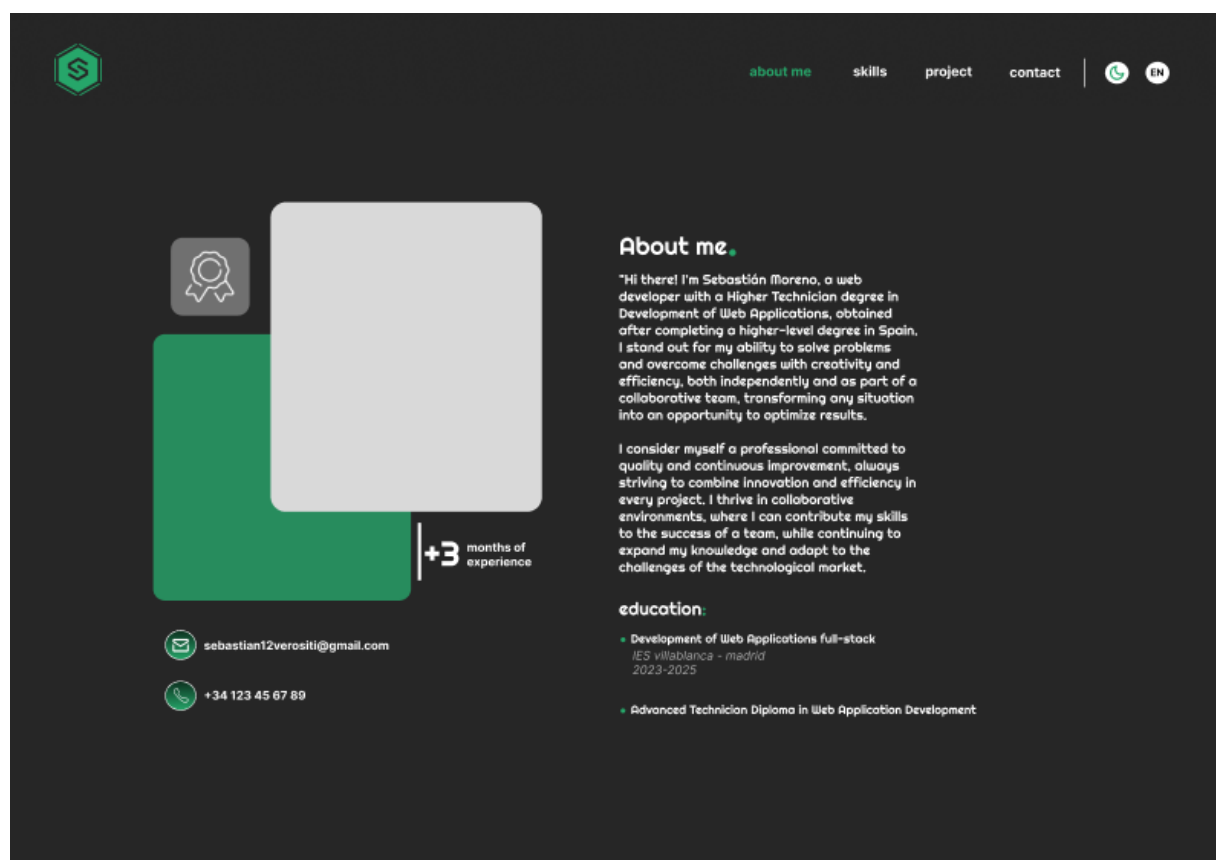 about me skills project contact EN
About me.
"Hi there! I'm Sebastián Moreno, a web
developer with a Higher Technician degree in
Development of Web Applications, obtained
after completing a higher-level degree in Spain.
I stand out for my ability to solve problems
and overcome challenges with creativity and
efficiency, both independently and as part of a
collaborative team, transforming any situation
into an opportunity to optimize results.
I consider myself a professional committed to
quality and continuous improvement, always
striving to combine innovation and efficiency in
every project. I thrive in collaborative
environments, where I can contribute my skills
to the success of a team, while continuing to
expand my knowledge and adapt to the
challenges of the technological market.
education:
• Development of Web Applications full-stack
IES villablanca - madrid
2023-2025
• Advanced Technician Diploma in Web Application Development
+3 months of
experience
sebastian12verositi@gmail.com
+34 123 45 67 89